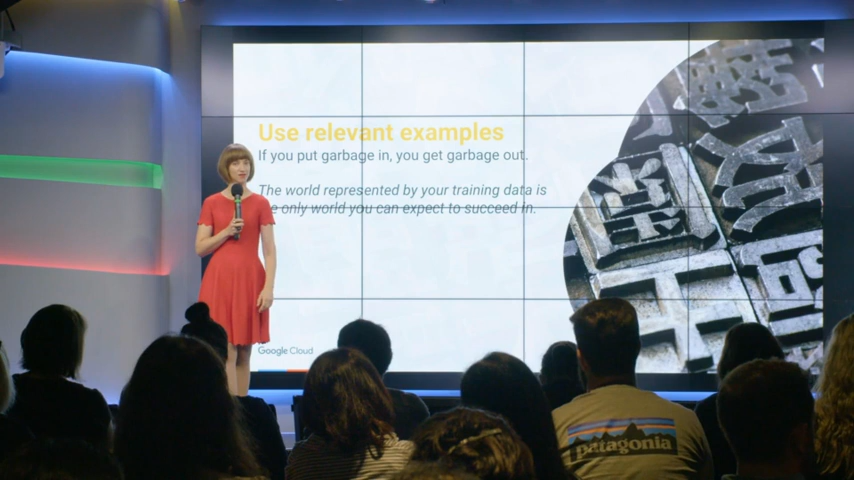 Use relevant examples
If you put garbage in, you get garbage out.
The world represented by your training data is
e only world you can expect to succeed in.
Google Cloud
patagonia